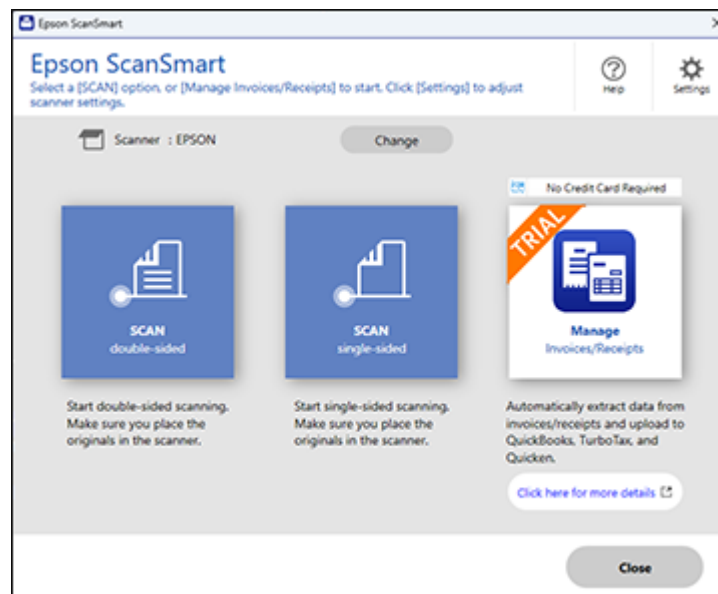 Epson ScanSmart
Epson ScanSmart
Select a [SCAN] option, or [Manage Invoices/Receipts] to start. Click [Settings] to adjust
scanner settings.
Help
Settings
Scanner : EPSON
Change
No Credit Card Required
TRIAL
SCAN
double-sided
SCAN
single-sided
Manage
Invoices/Receipts
Start double-sided scanning.
Make sure you place the
originals in the scanner.
Start single-sided scanning.
Make sure you place the
originals in the scanner.
Automatically extract data from
invoices/receipts and upload to
QuickBooks, TurboTax, and
Quicken.
Click here for more details
Close